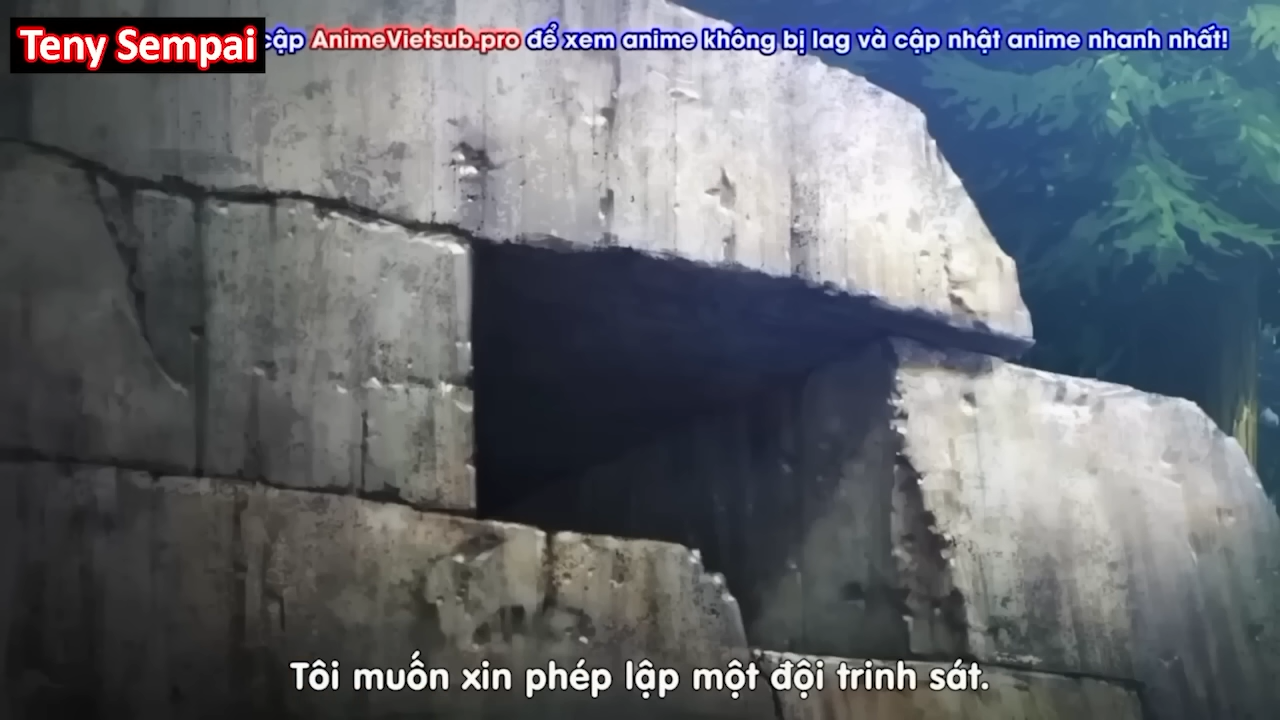 Teny Sempai cập AnimeVietsub.pro để xem anime không bị lag và cập nhật anime nhanh nhất!
Tôi muốn xin phép lập một đội trinh sát.